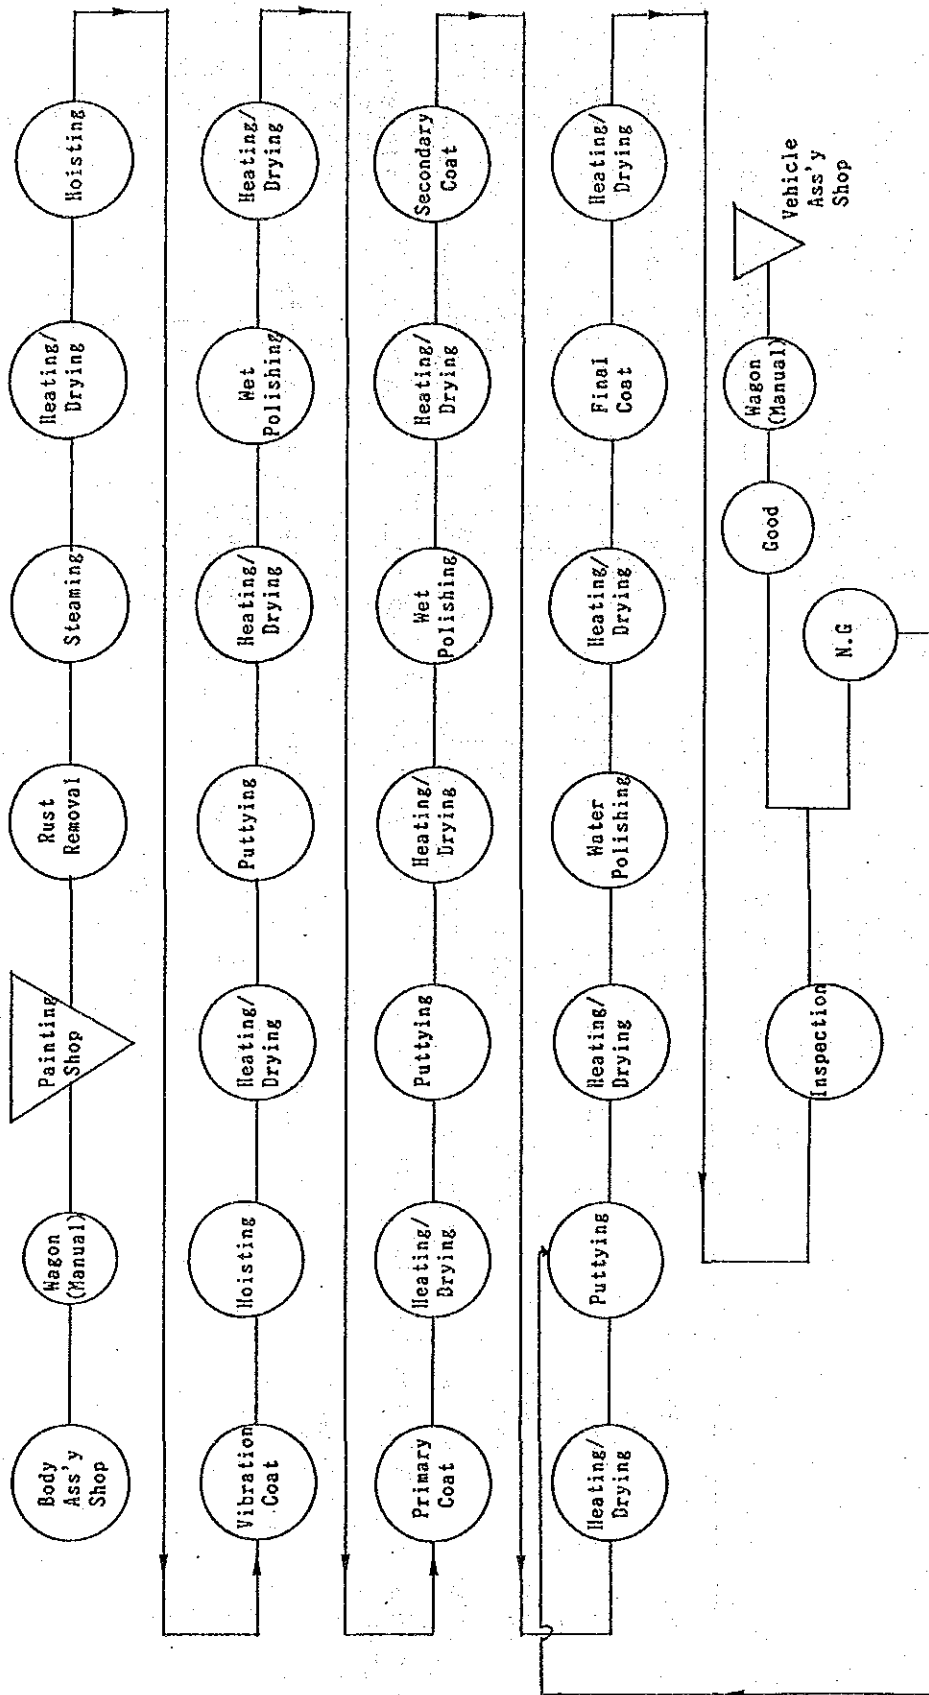 Body
Ass'y
Shop
Wagon
(Manual)
Painting
Shop
Rust
Removal
Steaming
Heating/
Drying
Hoisting
Vibration
Coat
Hoisting
Heating/
Drying
Puttying
Heating/
Drying
Wet
Polishing
Heating/
Drying
Primary
Coat
Heating/
Drying
Puttying
Heating/
Drying
Wet
Polishing
Heating/
Drying
Secondary
Coat
Heating/
Drying
Puttying
Heating/
Drying
Water
Polishing
Heating/
Drying
Final
Coat
Heating/
Drying
Inspection
N.G
Good
Wagon
(Manual)
Vehicle
Ass'y
Shop